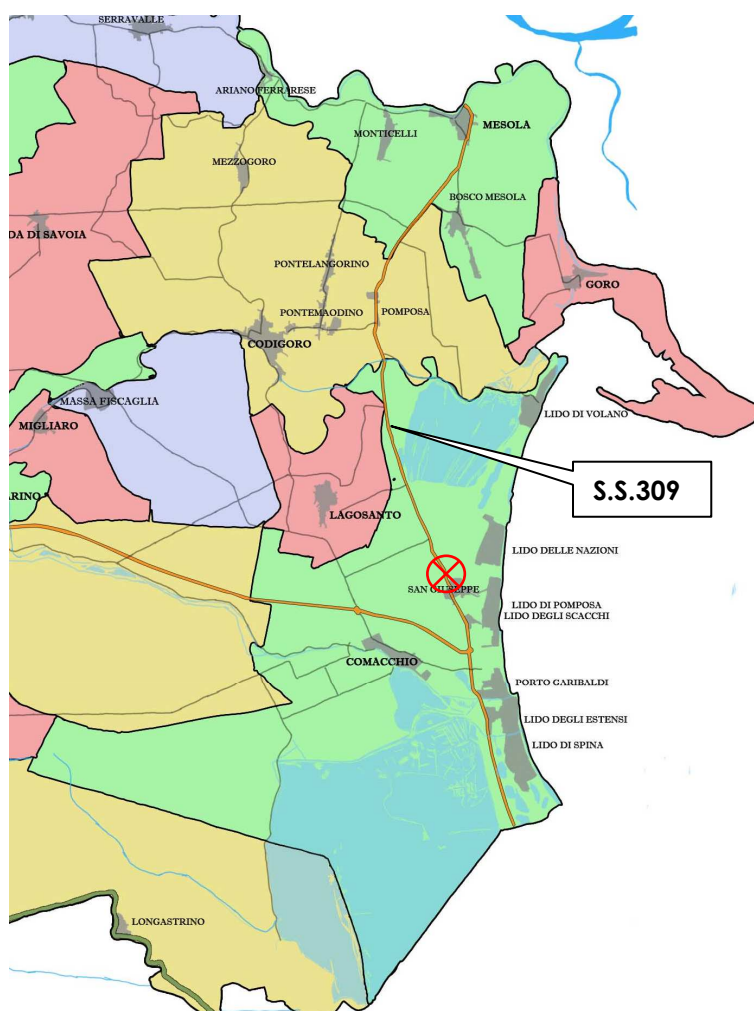 SERRAVALLE
ARIANO FERRARESE
MONTICELLI
MESOLA
MEZZOGORO
BOSCO MESOLA
DA DI SAVOIA
PONTELANGORINO
GORO
PONTEMAODINO
POMPOSA
CODIGORO
MASSA FISCAGLIA
MIGLIARO
LIDO DI VOLANO
S.S.309
ARINO
LAGOSANTO
LIDO DELLE NAZIONI
SAN GIUSEPPE
LIDO DI POMPOSA
LIDO DEGLI SCACCHI
COMACCHIO
PORTO GARIBALDI
LIDO DEGLI ESTENSI
LIDO DI SPINA
LONGASTRINO